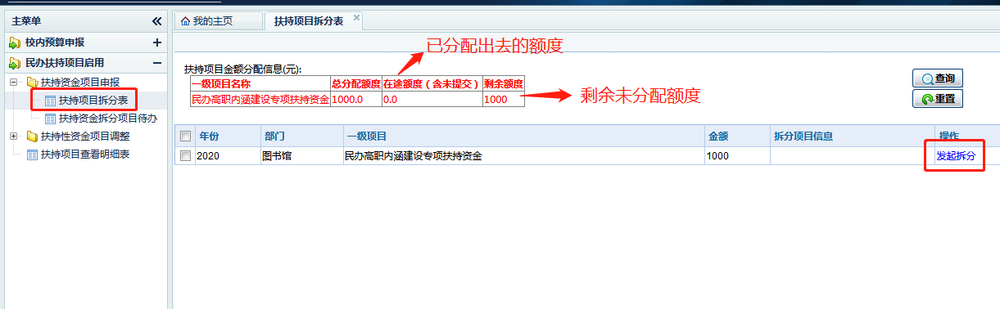 主菜单
我的主页
扶持项目拆分表
校内预算申报
民办扶持项目启用
扶持资金项目申报
扶持项目拆分表
扶持资金拆分项目待办
扶持性资金项目调整
扶持项目查看明细表
已分配出去的额度
扶持项目金额分配信息(元):
一级项目名称 总分配额度 在途额度（含未提交） 剩余额度
民办高职内涵建设专项扶持资金 1000.0 0.0 1000
剩余未分配额度
查询
重置
年份 部门 一级项目 金额 拆分项目信息 操作
2020 图书馆 民办高职内涵建设专项扶持资金 1000 发起拆分